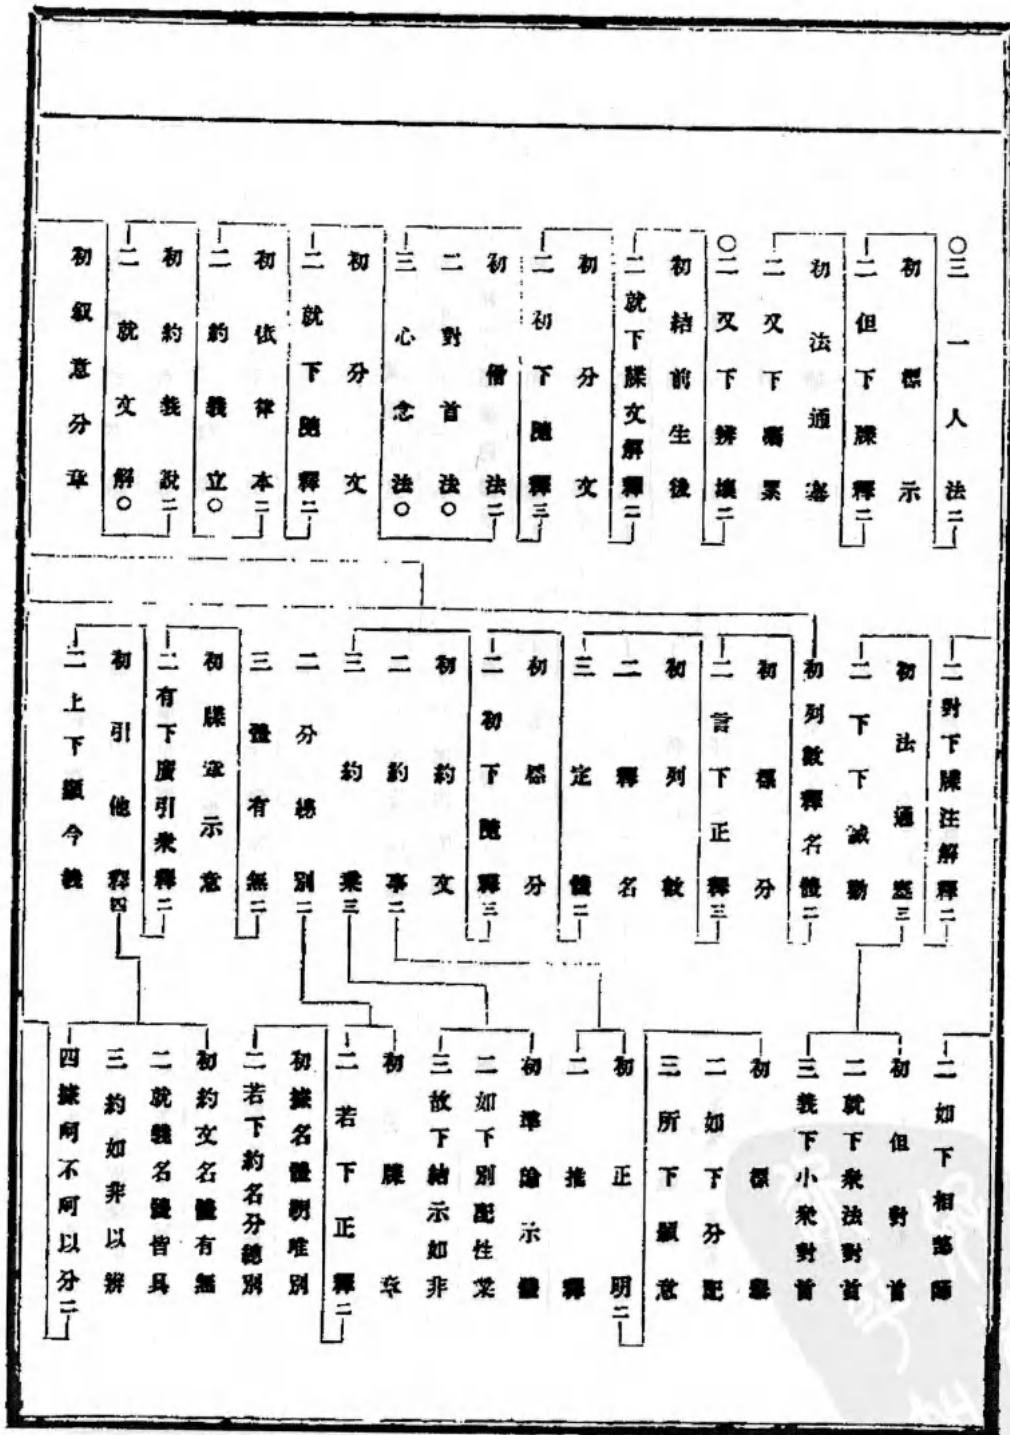 〇三一人法二
初標示
二但下牒釋二
初法通塞
二又下癘累
〇二又下辨壞二
初結前生後
二就下牒文解釋二
初分文
二初下隨釋三
初僧法二
二對首法〇
三心念法〇
初分文
二就下隨釋二
初依律本二
二約義立〇
初約義說二
二就文解〇
初叙意分章
二對下牒注解釋二
初法通塞三
二下下誡勸
初列數釋名體二
初標分
二言下正釋三
初列數
二釋名
三定體二
初標分
二初下隨釋三
初約文
二約事二
三約業三
二分總別二
三體有無二
初牒章示意
二有下廣引衆釋二
初引他釋四
二上下顯今義
二如下相
初但對首
二就下衆法對首
三義下小衆對首
初標舉
二如下分配
三所下顯意
初正明二
二推釋
初準論示體
二如下別配性業
三故下結示如非
初牒章
二若下正釋二
初據名體明唯別
二若下約名分總別
初約文名體有無
二就義名體皆具
三約如非以辨
四據呵不呵以分二